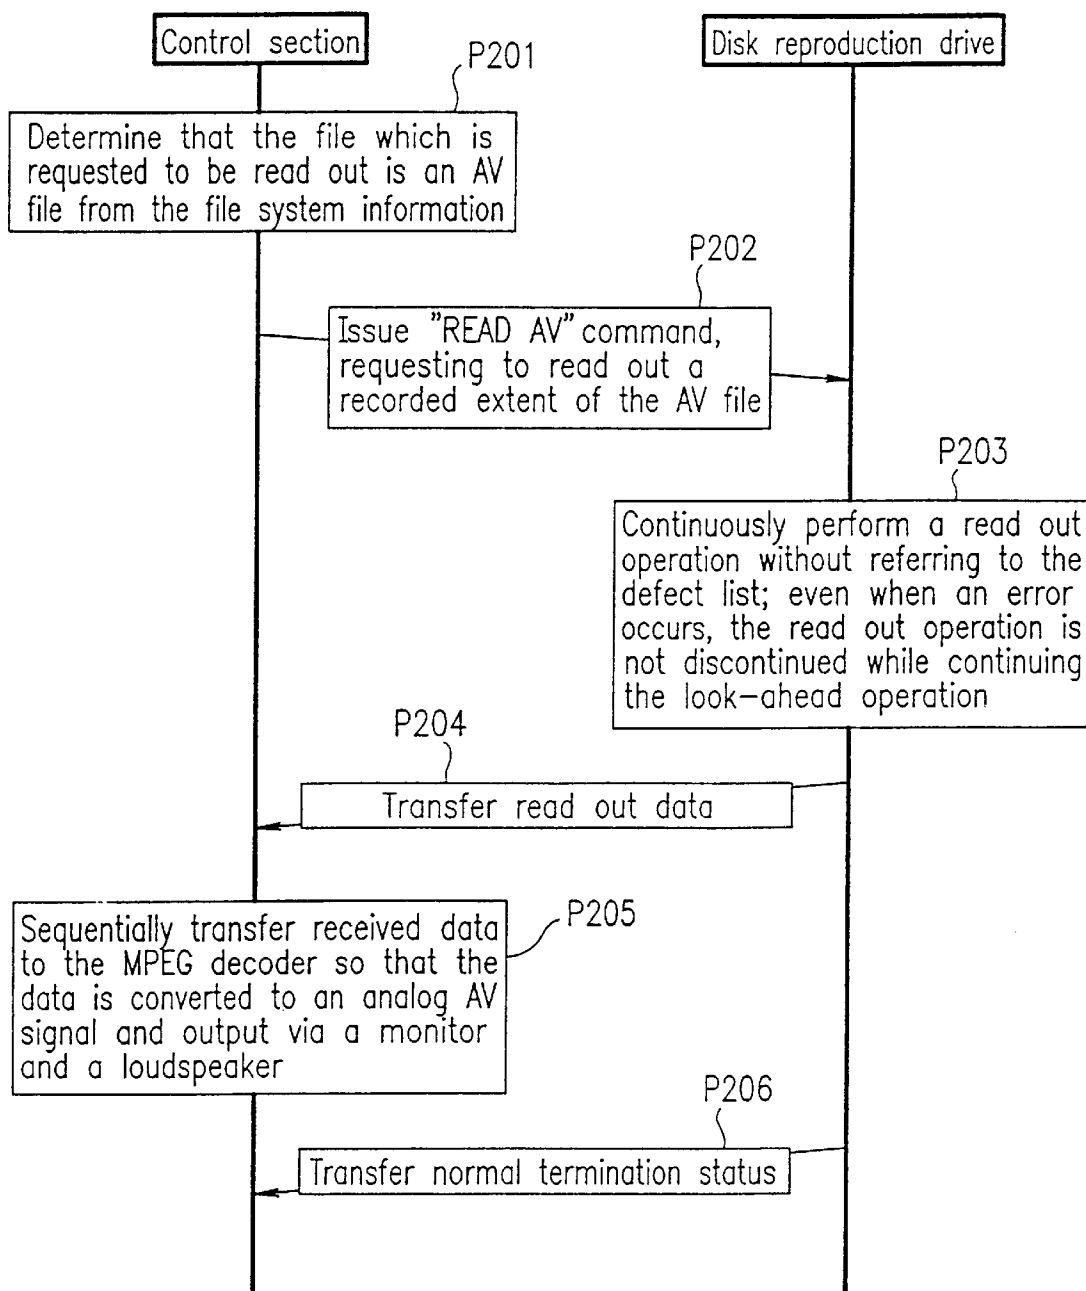 Control section
Disk reproduction drive
P201
Determine that the file which is
requested to be read out is an AV
file from the file system information
P202
Issue "READ AV" command,
requesting to read out a
recorded extent of the AV file
P203
Continuously perform a read out
operation without referring to the
defect list; even when an error
occurs, the read out operation is
not discontinued while continuing
the look-ahead operation
P204
Transfer read out data
P205
Sequentially transfer received data
to the MPEG decoder so that the
data is converted to an analog AV
signal and output via a monitor
and a loudspeaker
P206
Transfer normal termination status